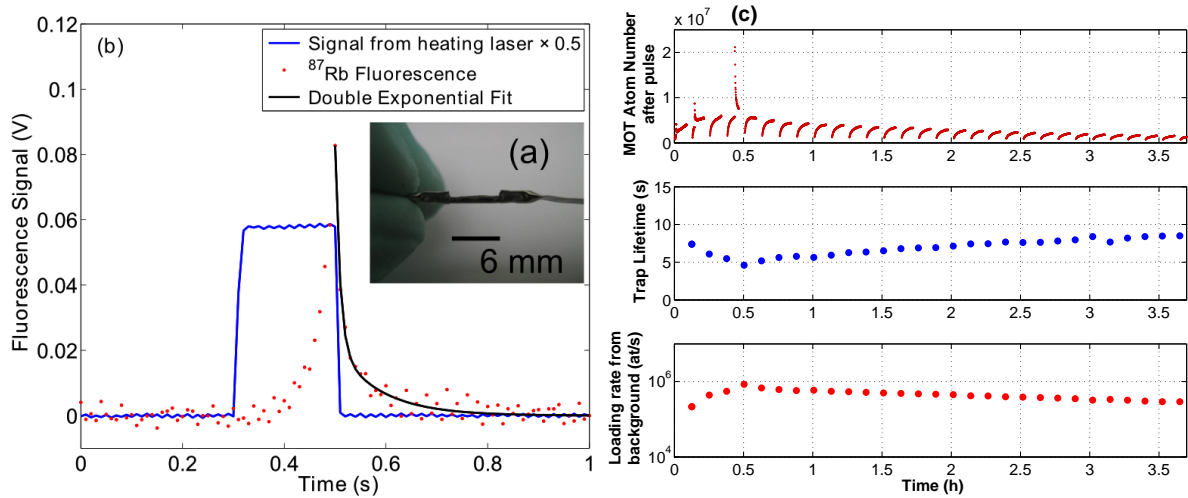 (b)
Signal from heating laser × 0.5
87Rb Fluorescence
Double Exponential Fit
(a)
6 mm
Fluorescence Signal (V)
0.12
0.1
0.08
0.06
0.04
0.02
0
0 0.2 0.4 0.6 0.8 1
Time (s)
(c)
x 10^7
MOT Atom Number
after pulse
2
1
0
0 0.5 1 1.5 2 2.5 3 3.5
Trap Lifetime (s)
15
10
5
0
0 0.5 1 1.5 2 2.5 3 3.5
Loading rate from
background (at/s)
10^6
10^4
0 0.5 1 1.5 2 2.5 3 3.5
Time (h)